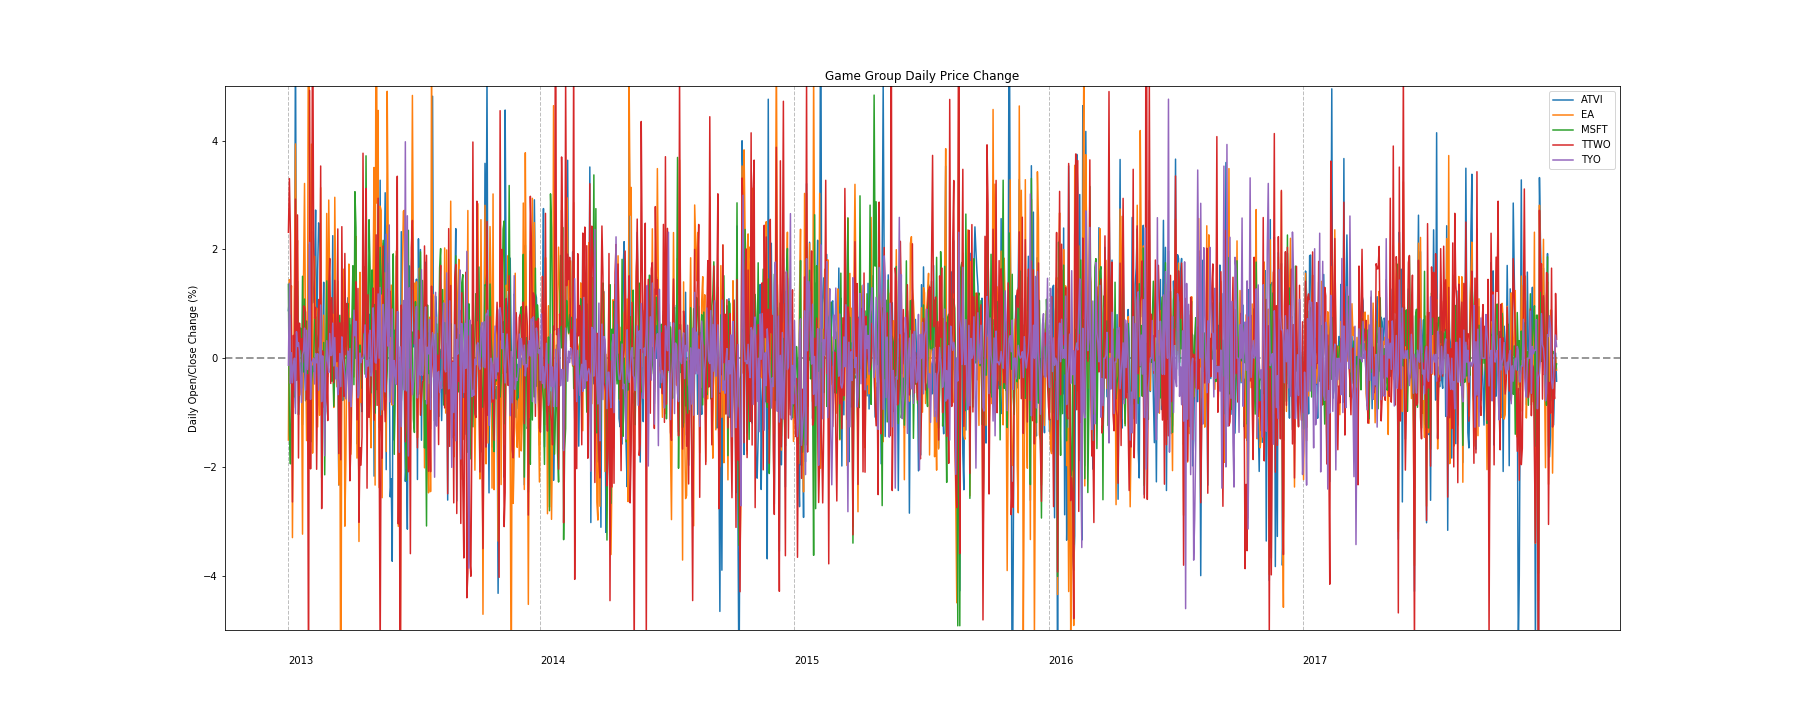 Game Group Daily Price Change
ATVI
EA
MSFT
TTWO
TYO
Daily Open/Close Change (%)
4
2
0
−2
−4
2013
2014
2015
2016
2017